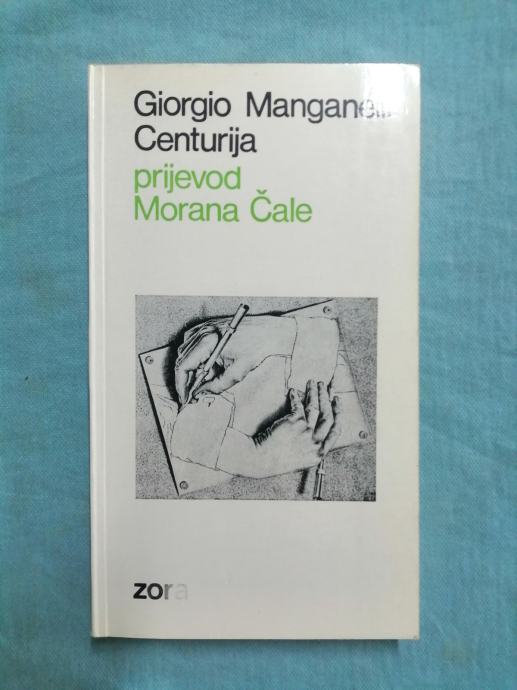 Giorgio Manganelli
Centurija
prijevod
Morana Čale
zora